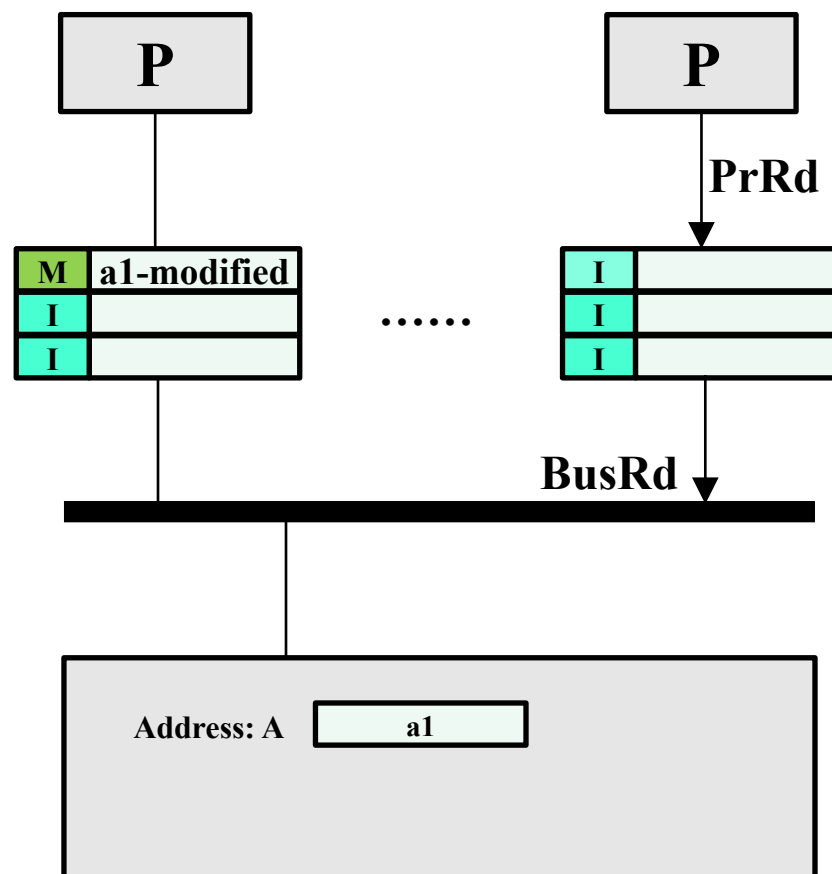 P P
PrRd
M a1-modified I
I …… I
I I
BusRd
Address: A a1